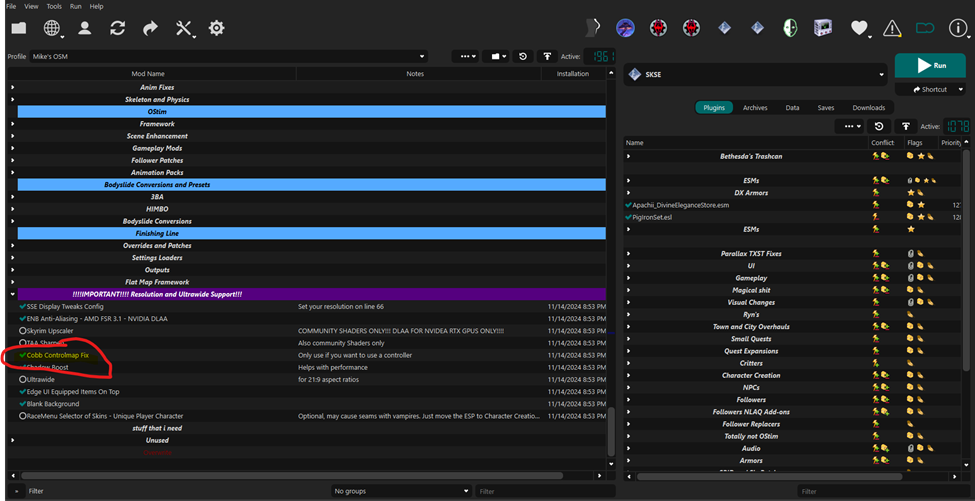 File View Tools Run Help
Profile Mike's OSM Active: 1961
Mod Name Notes Installation
Anim Fixes
Skeleton and Physics
OStim
Framework
Scene Enhancement
Gameplay Mods
Follower Patches
Animation Packs
Bodyslide Conversions and Presets
3BA
HIMBO
Bodyslide Conversions
Finishing Line
Overrides and Patches
Settings Loaders
Outputs
Flat Map Framework
!!!!IMPORTANT!!!! Resolution and Ultrawide Support!!!
SSE Display Tweaks Config Set your resolution on line 66 11/14/2024 8:53 PM
ENB Anti-Aliasing - AMD FSR 3.1 - NVIDIA DLAA 11/14/2024 8:53 PM
Skyrim Upscaler COMMUNITY SHADERS ONLY!!! DLAA FOR NVIDEA RTX GPUS ONLY!!!! 11/14/2024 8:53 PM
TAA Sharpen Also community Shaders only 11/14/2024 8:53 PM
Cobb Controlmap Fix Only use if you want to use a controller 11/14/2024 8:53 PM
Shadow Boost Helps with performance 11/14/2024 8:53 PM
Ultrawide for 21:9 aspect ratios 11/14/2024 8:53 PM
Edge UI Equipped Items On Top 11/14/2024 8:53 PM
Blank Background 11/14/2024 8:53 PM
RaceMenu Selector of Skins - Unique Player Character Optional, may cause seams with vampires. Just move the ESP to Character Creatio... 11/14/2024 8:53 PM
stuff that i need
Unused
Filter No groups Filter
SKSE
Run
Shortcut
Plugins Archives Data Saves Downloads
Active: 1078
Name Conflict Flags Priority
Bethesda's Trashcan
ESMs
DX Armors
Apachii_DivineEleganceStore.esm
PigIronSet.esl
ESMs
Parallax TXST Fixes
UI
Gameplay
Magical shit
Visual Changes
Ryn's
Town and City Overhauls
Small Quests
Quest Expansions
Critters
Character Creation
NPCs
Followers
Followers NLAQ Add-ons
Follower Replacers
Totally not OStim
Audio
Armors
Filter